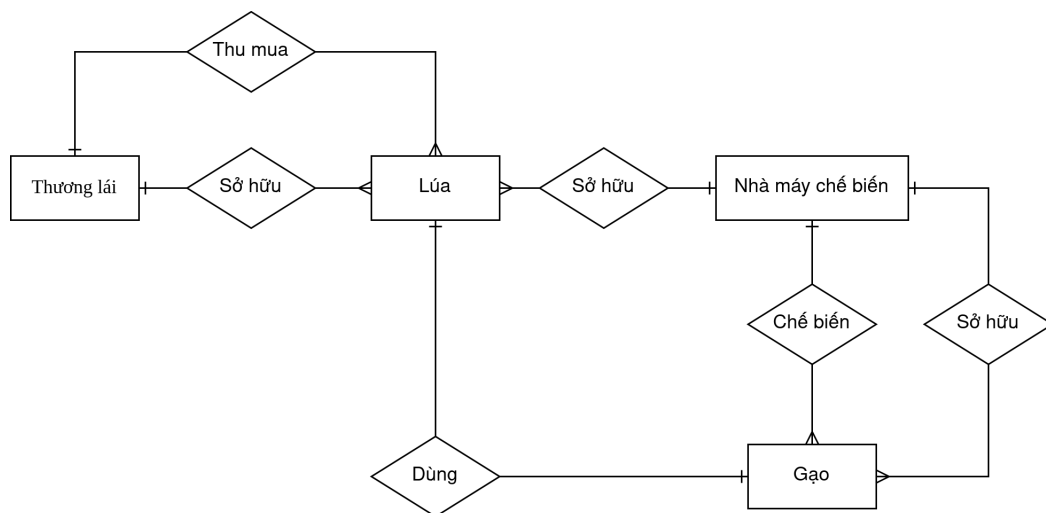 Thu mua
Thương lái
Sở hữu
Lúa
Sở hữu
Nhà máy chế biến
Chế biến
Sở hữu
Dùng
Gạo